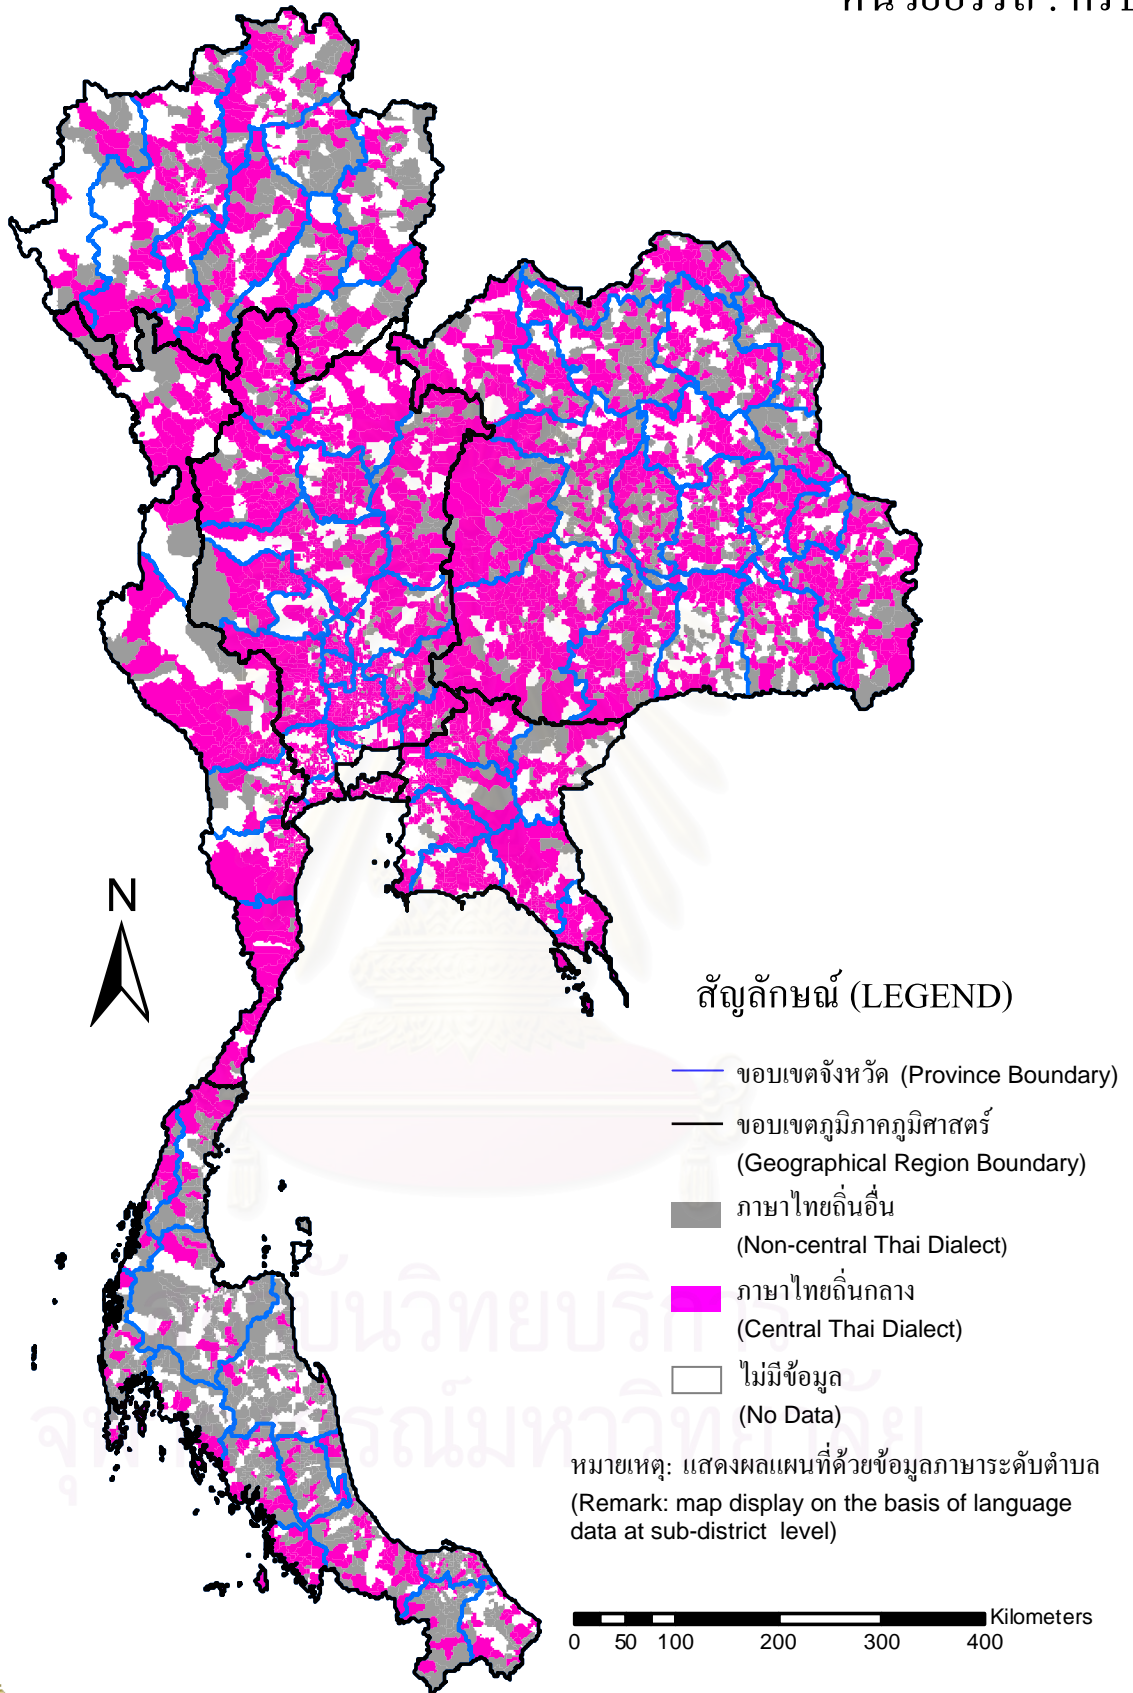 N
สัญลักษณ์ (LEGEND)
ขอบเขตจังหวัด (Province Boundary)
ขอบเขตภูมิภาคภูมิศาสตร์
(Geographical Region Boundary)
ภาษาไทยถิ่นอื่น
(Non-central Thai Dialect)
ภาษาไทยถิ่นกลาง
(Central Thai Dialect)
ไม่มีข้อมูล
(No Data)
หมายเหตุ: แสดงผลแผนที่ด้วยข้อมูลภาษาระดับตำบล
(Remark: map display on the basis of language
data at sub-district level)
Kilometers
0 50 100 200 300 400